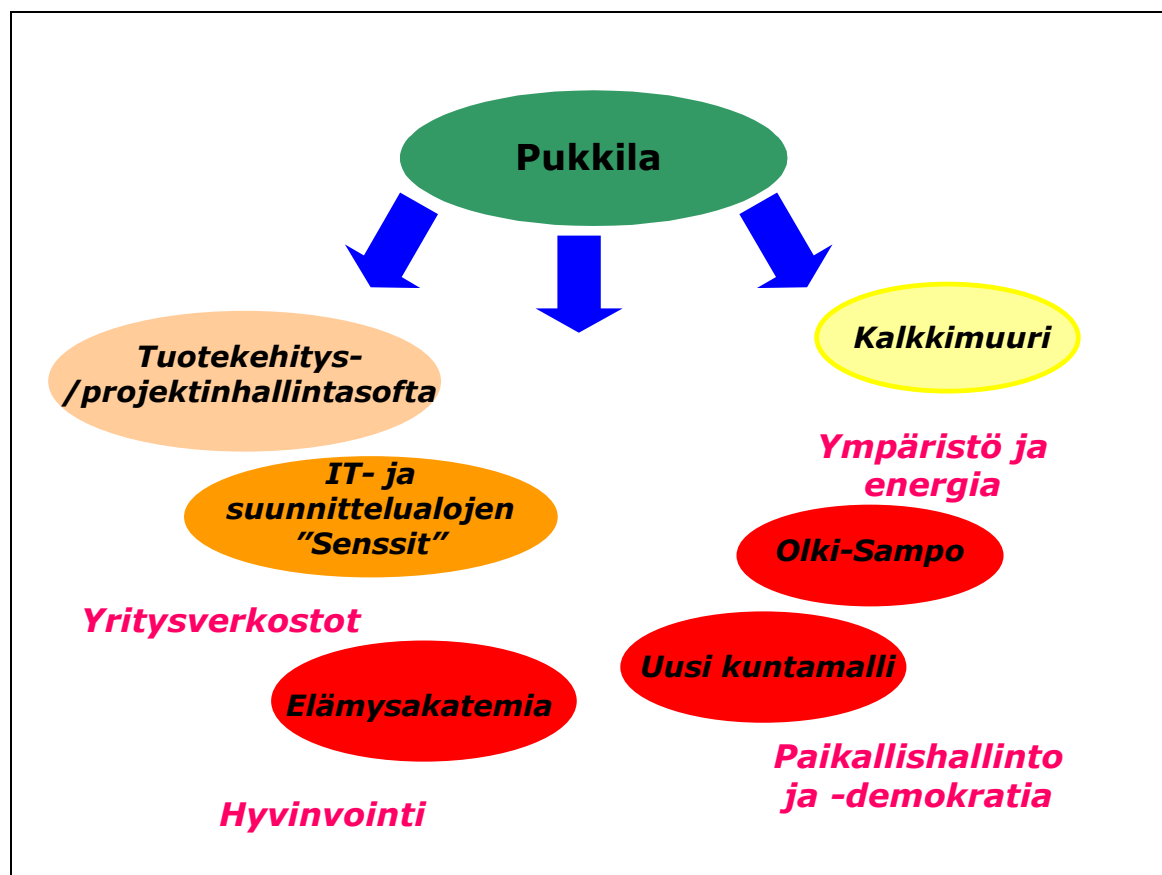 Pukkila
Tuotekehitys-
/projektinhallintasofta
IT- ja
suunnittelualojen
”Senssit”
Yritysverkostot
Elämysakatemia
Hyvinvointi
Kalkkimuuri
Ympäristö ja
energia
Olki-Sampo
Uusi kuntamalli
Paikallishallinto
ja -demokratia